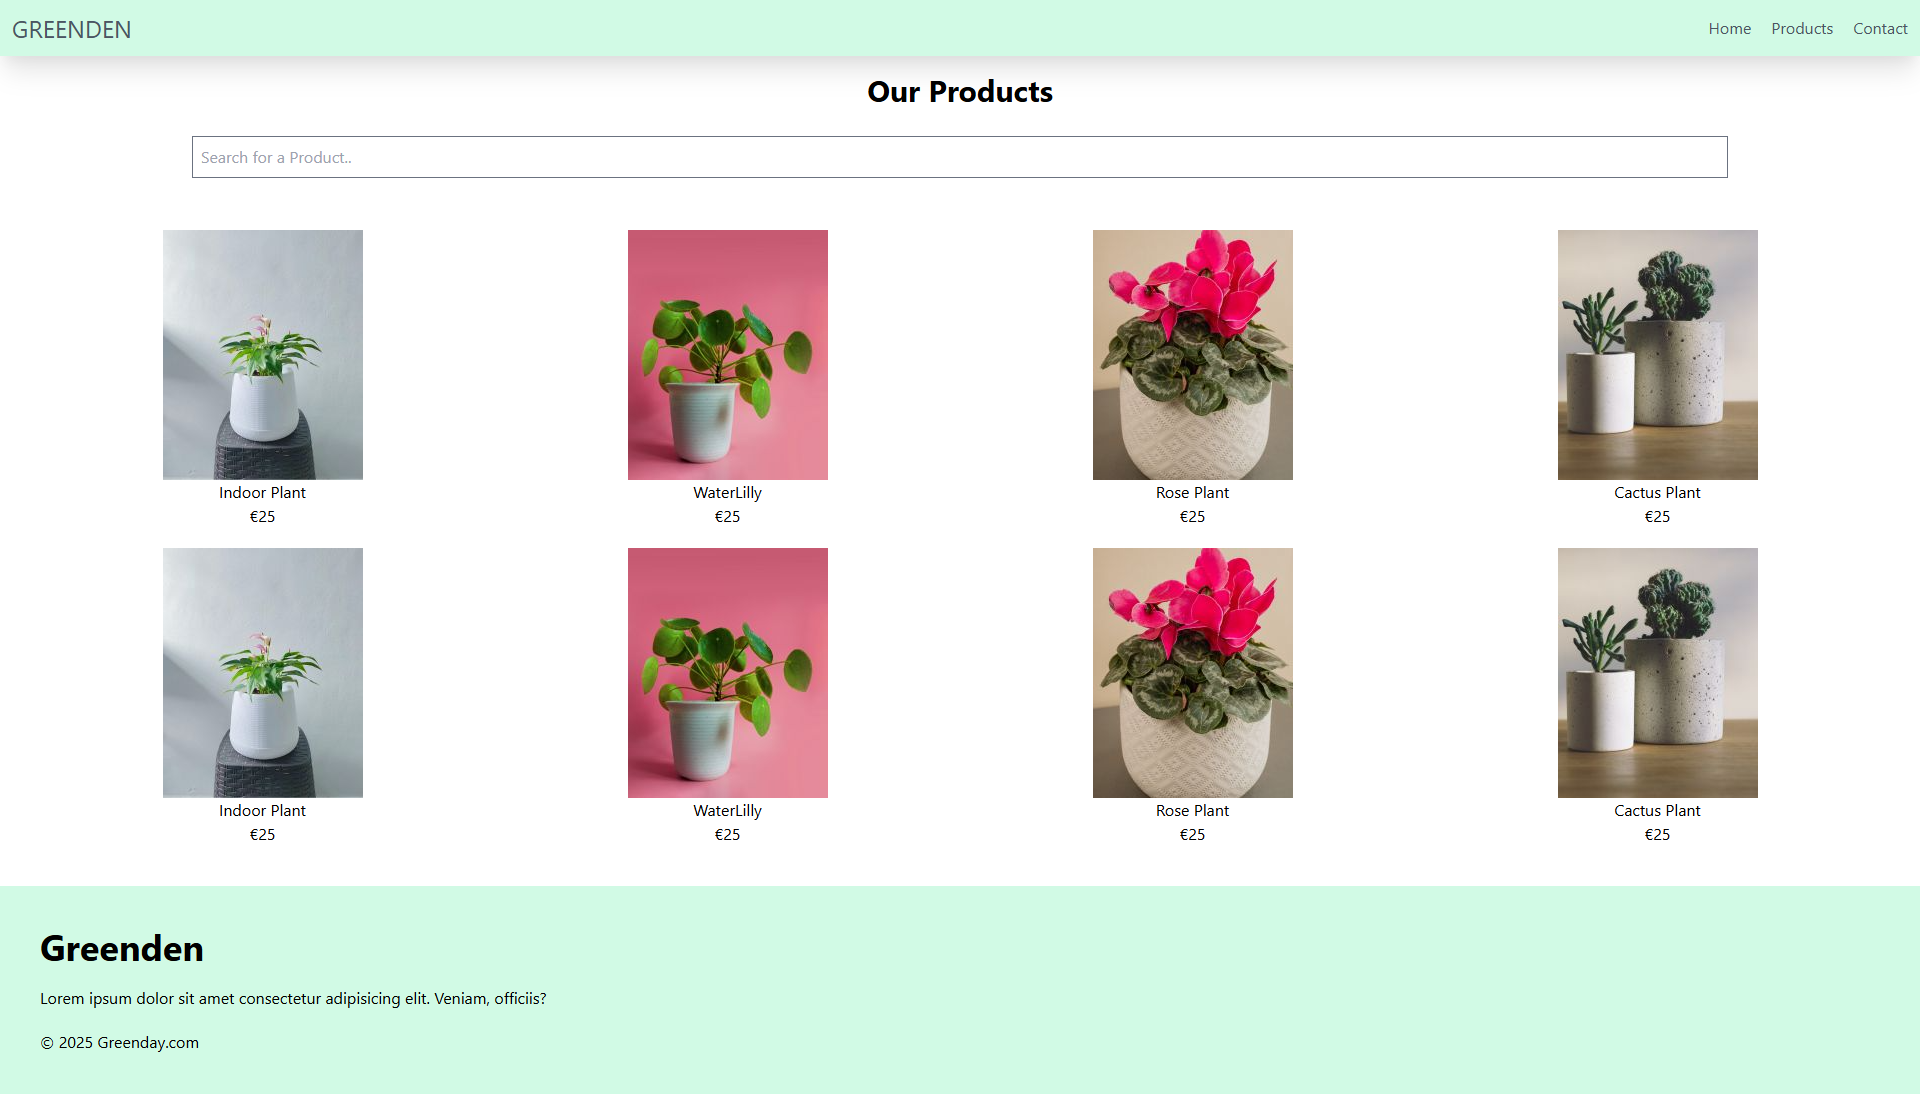 GREENDEN
Home Products Contact
Our Products
Search for a Product..
Indoor Plant
€25
WaterLilly
€25
Rose Plant
€25
Cactus Plant
€25
Indoor Plant
€25
WaterLilly
€25
Rose Plant
€25
Cactus Plant
€25
Greenden
Lorem ipsum dolor sit amet consectetur adipisicing elit. Veniam, officiis?
© 2025 Greenday.com